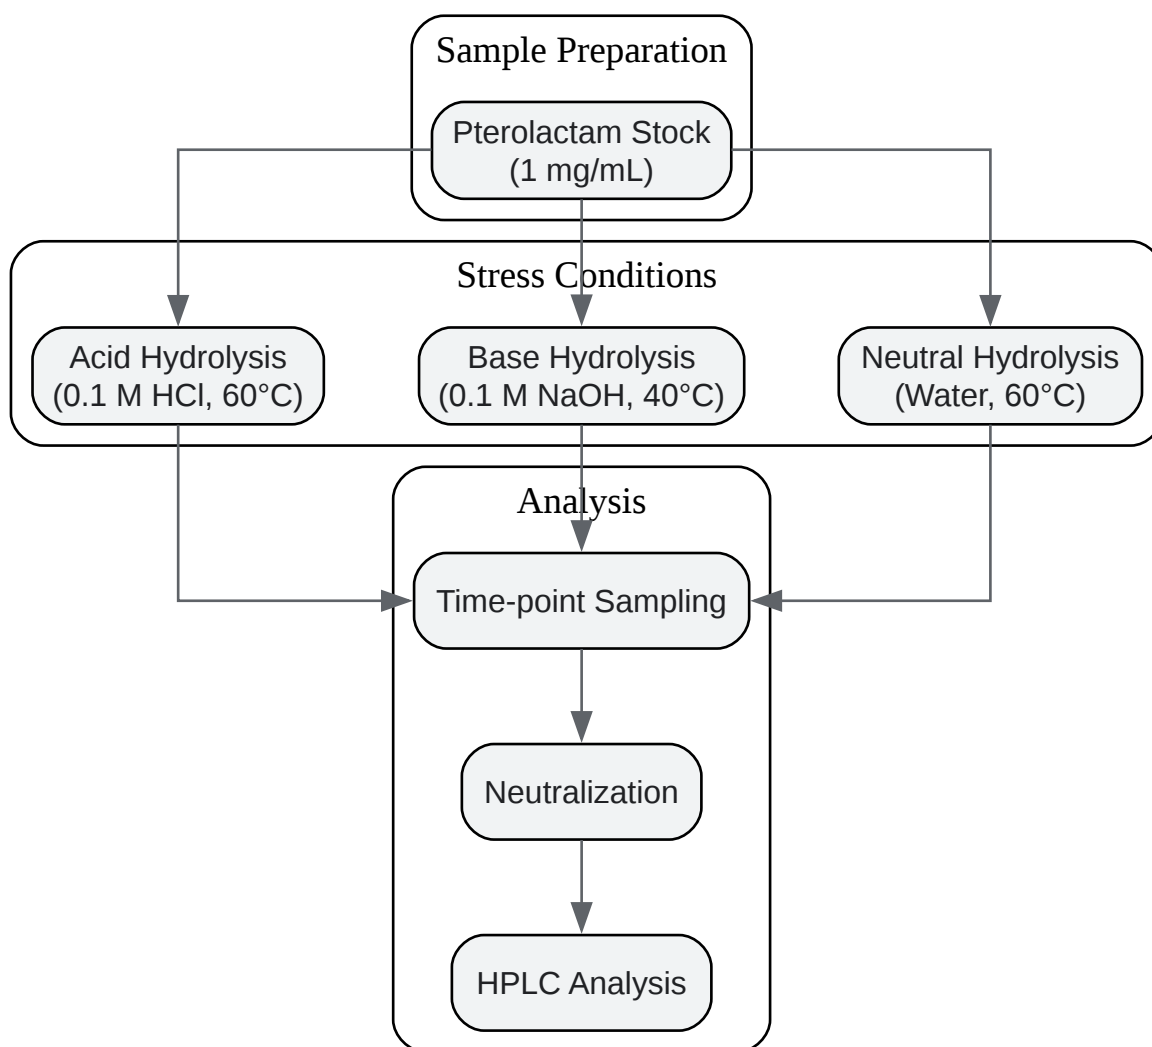 Sample Preparation
Pterolactam Stock
(1 mg/mL)
Stress Conditions
Acid Hydrolysis
(0.1 M HCl, 60°C)
Base Hydrolysis
(0.1 M NaOH, 40°C)
Neutral Hydrolysis
(Water, 60°C)
Analysis
Time-point Sampling
Neutralization
HPLC Analysis